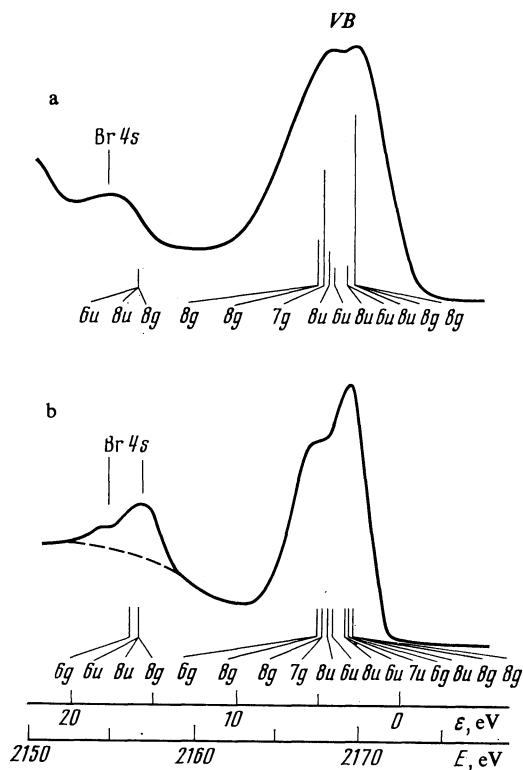 VB
a
Br 4s
6u 8u 8g 8g 8g 7g 8u 6u 8u 6u 8u 8g 8g
b
Br 4s
6g 6u 8u 8g 6g 8g 8g 7g 8u 6u 8u 6u 7u 6g 8u 8g 8g
20 10 0 ε, eV
2150 2160 2170 E, eV